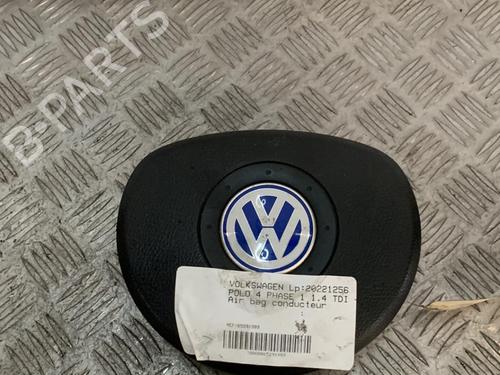 B-PARTS
VOLKSWAGEN Lp:20221256
POLO 4 PHASE 1 1.4 TDI
Air bag conducteur